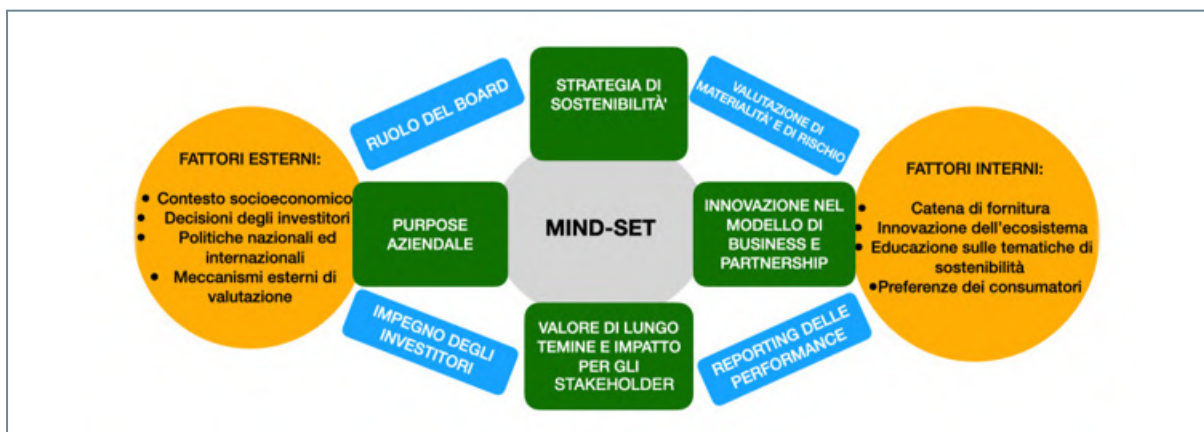 STRATEGIA DI
SOSTENIBILITA'
RUOLO DEL BOARD
VALUTAZIONE DI
MATERIALITA' E DI RISCHIO
FATTORI ESTERNI:
• Contesto socioeconomico
• Decisioni degli investitori
• Politiche nazionali ed
internazionali
• Meccanismi esterni di
valutazione
PURPOSE
AZIENDALE
MIND-SET
INNOVAZIONE NEL
MODELLO DI
BUSINESS E
PARTNERSHIP
FATTORI INTERNI:
• Catena di fornitura
• Innovazione dell'ecosistema
• Educazione sulle tematiche di
sostenibilità
•Preferenze dei consumatori
IMPEGNO DEGLI
INVESTITORI
VALORE DI LUNGO
TEMINE E IMPATTO
PER GLI
STAKEHOLDER
REPORTING DELLE
PERFORMANCE